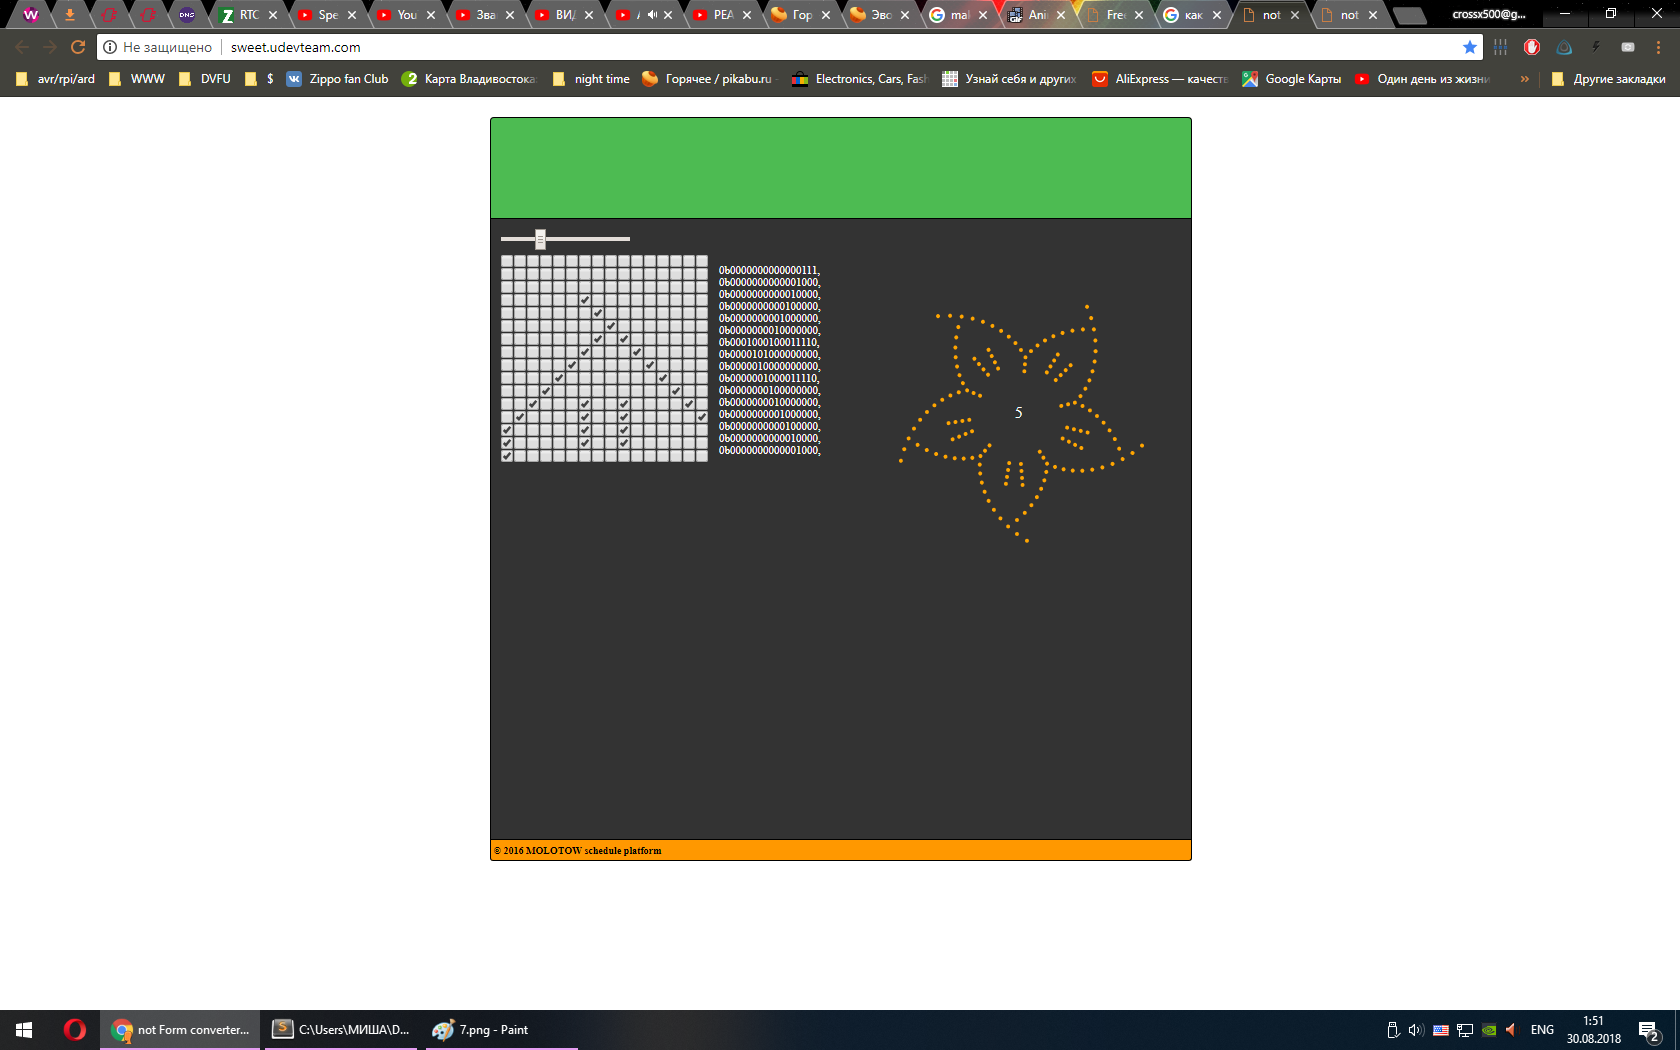 W
DNS
Z RTC
Spe
You
Зва
ВИД
РЕА
Гор
Эво
mal
Ani
Free
как
not
not
crossx500@g...
Не защищено
sweet.udevteam.com
avr/rpi/ard
WWW
DVFU
$
Zippo fan Club
2 Карта Владивостока
night time
Горячее / pikabu.ru -
Electronics, Cars, Fash
Узнай себя и других
AliExpress — качеств
Google Карты
Один день из жизни
»
Другие закладки
0b0000000000000111,
0b0000000000001000,
0b0000000000010000,
0b0000000000100000,
0b0000000001000000,
0b0000000010000000,
0b0001000100011110,
0b0000101000000000,
0b0000010000000000,
0b0000001000011110,
0b0000000100000000,
0b0000000010000000,
0b0000000001000000,
0b0000000000100000,
0b0000000000010000,
0b0000000000001000,
5
© 2016 MOLOTOW schedule platform
not Form converter...
C:\Users\МИША\D...
7.png - Paint
ENG
1:51
30.08.2018
2